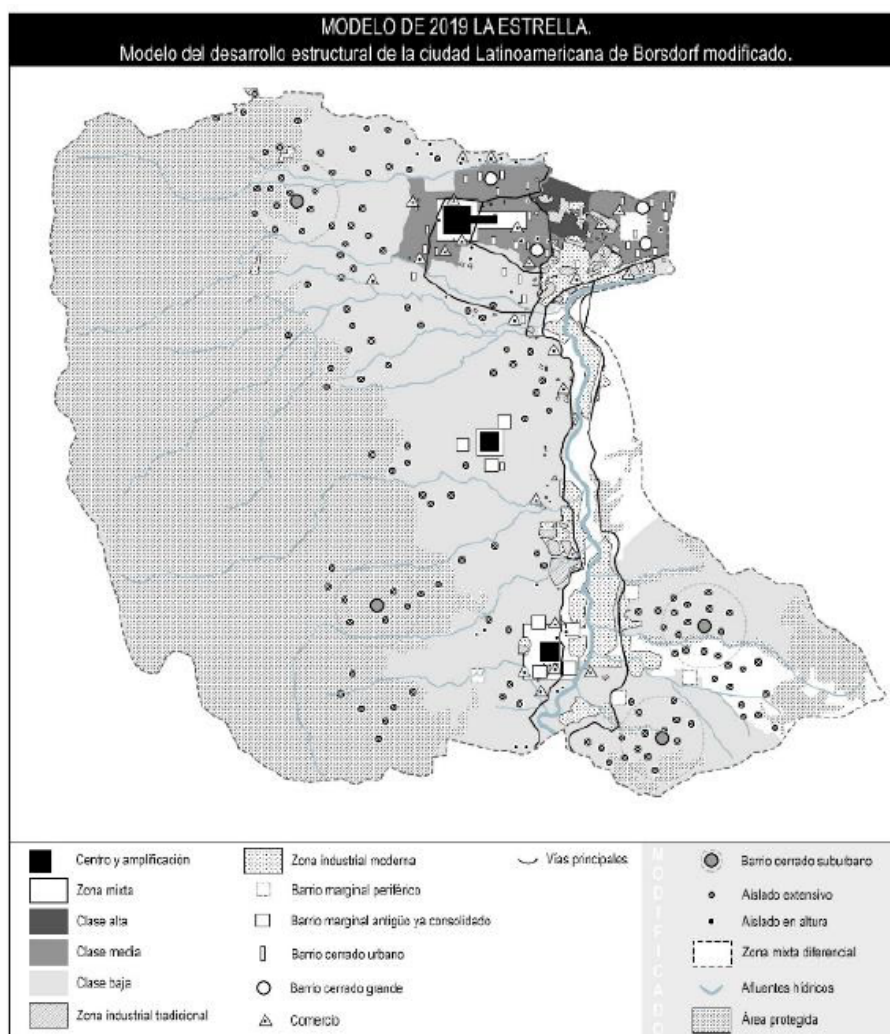 MODELO DE 2019 LA ESTRELLA.
Modelo del desarrollo estructural de la ciudad Latinoamericana de Borsdorf modificado.
Centro y amplificación
Zona mixta
Clase alta
Clase media
Clase baja
Zona industrial tradicional
Zona industrial moderna
Barrio marginal periférico
Barrio marginal antigüo ya consolidado
Barrio cerrado urbano
Barrio cerrado grande
Comercio
Vías principales
MODIFICADO
Barrio cerrado suburbano
Aislado extensivo
Aislado en altura
Zona mixta diferencial
Afluentes hídricos
Área protegida